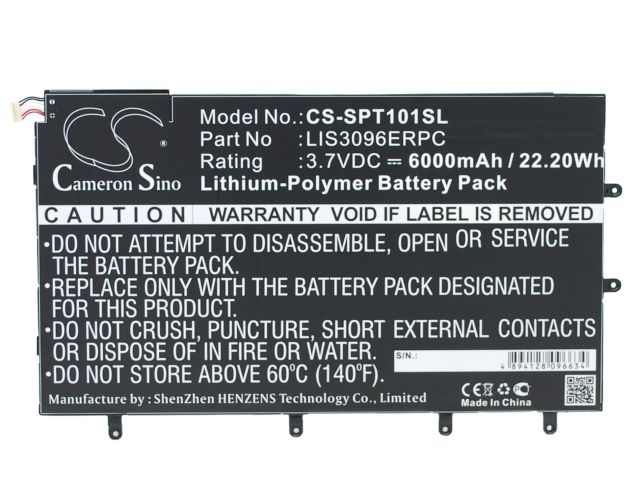 CS
Cameron Sino
Model No.:CS-SPT101SL
Part No :LIS3096ERPC
Rating :3.7VDC ⎓ 6000mAh / 22.20Wh
Lithium-Polymer Battery Pack
CAUTION WARRANTY VOID IF LABEL IS REMOVED
•DO NOT ATTEMPT TO DISASSEMBLE, OPEN OR SERVICE
THE BATTERY PACK.
•REPLACE ONLY WITH THE BATTERY PACK DESIGNATED
FOR THIS PRODUCT
•DO NOT CRUSH, PUNCTURE, SHORT EXTERNAL CONTACTS
OR DISPOSE OF IN FIRE OR WATER
•DO NOT STORE ABOVE 60°C (140°F)
S/N:
4894128096634
Manufacture by : ShenZhen HENZENS Technology Co., Limited
CE FC
Made In China